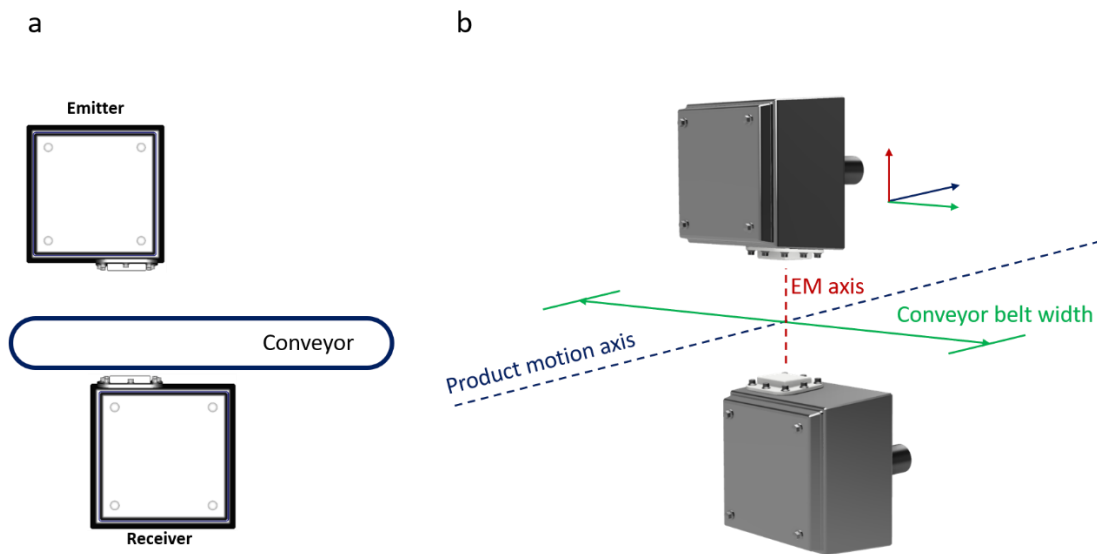 a
Emitter
Conveyor
Receiver
b
EM axis
Conveyor belt width
Product motion axis